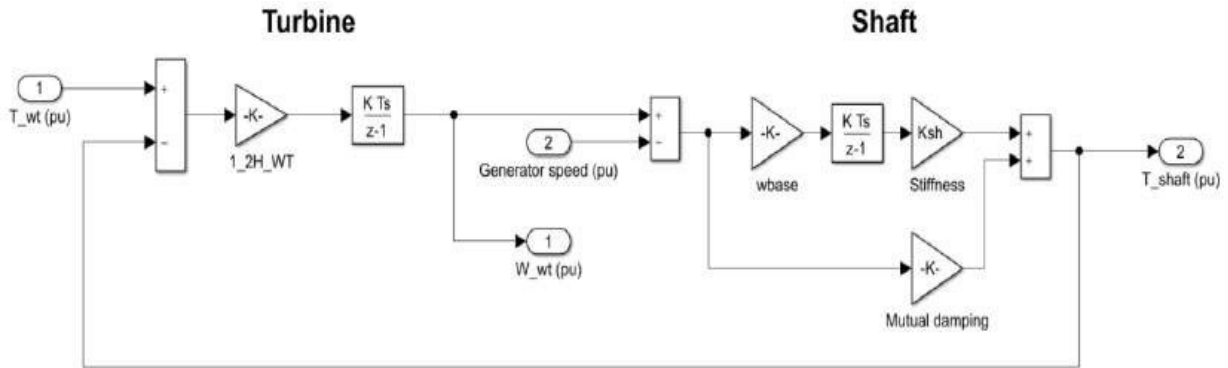 Turbine
Shaft
1
T_wt (pu)
+
−
-K-
1_2H_WT
K Ts
z-1
2
Generator speed (pu)
+
−
1
W_wt (pu)
-K-
wbase
K Ts
z-1
Ksh
Stiffness
-K-
Mutual damping
+
+
2
T_shaft (pu)